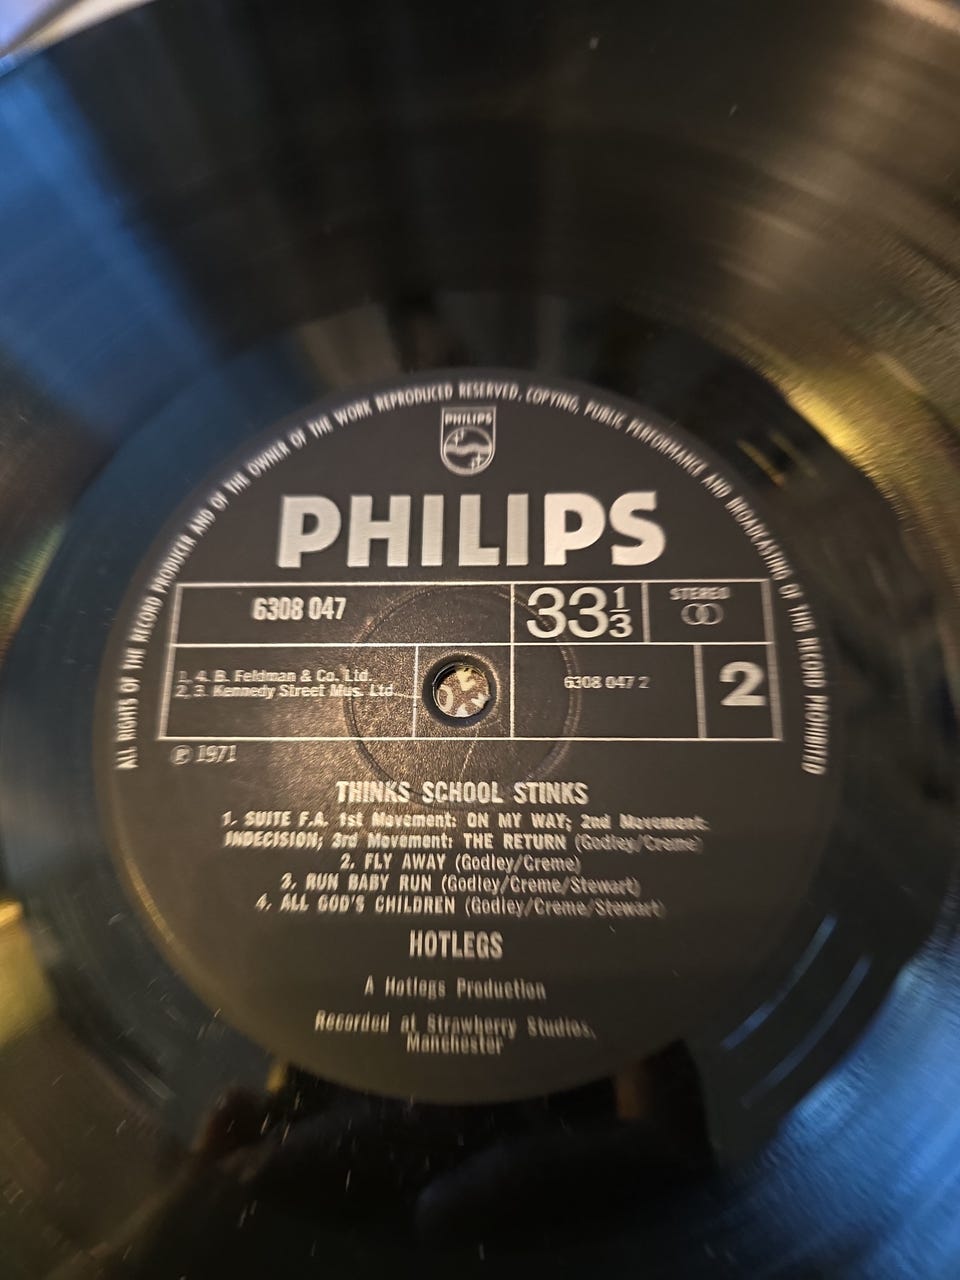 ALL RIGHTS OF THE RECORD PRODUCER AND OF THE OWNER OF THE WORK REPRODUCED RESERVED. COPYING, PUBLIC PERFORMANCE AND BROADCASTING OF THIS RECORD PROHIBITED
PHILIPS
PHILIPS
6308 047
33 1/3
STEREO
1. 4. B. Feldman & Co. Ltd.
2, 3. Kennedy Street Mus. Ltd.
6308 047 2
2
℗ 1971
THINKS SCHOOL STINKS
1. SUITE F.A. 1st Movement: ON MY WAY; 2nd Movement:
INDECISION; 3rd Movement: THE RETURN (Godley/Creme)
2. FLY AWAY (Godley/Creme)
3. RUN BABY RUN (Godley/Creme/Stewart)
4. ALL GOD'S CHILDREN (Godley/Creme/Stewart)
HOTLEGS
A Hotlegs Production
Recorded at Strawberry Studios,
Manchester